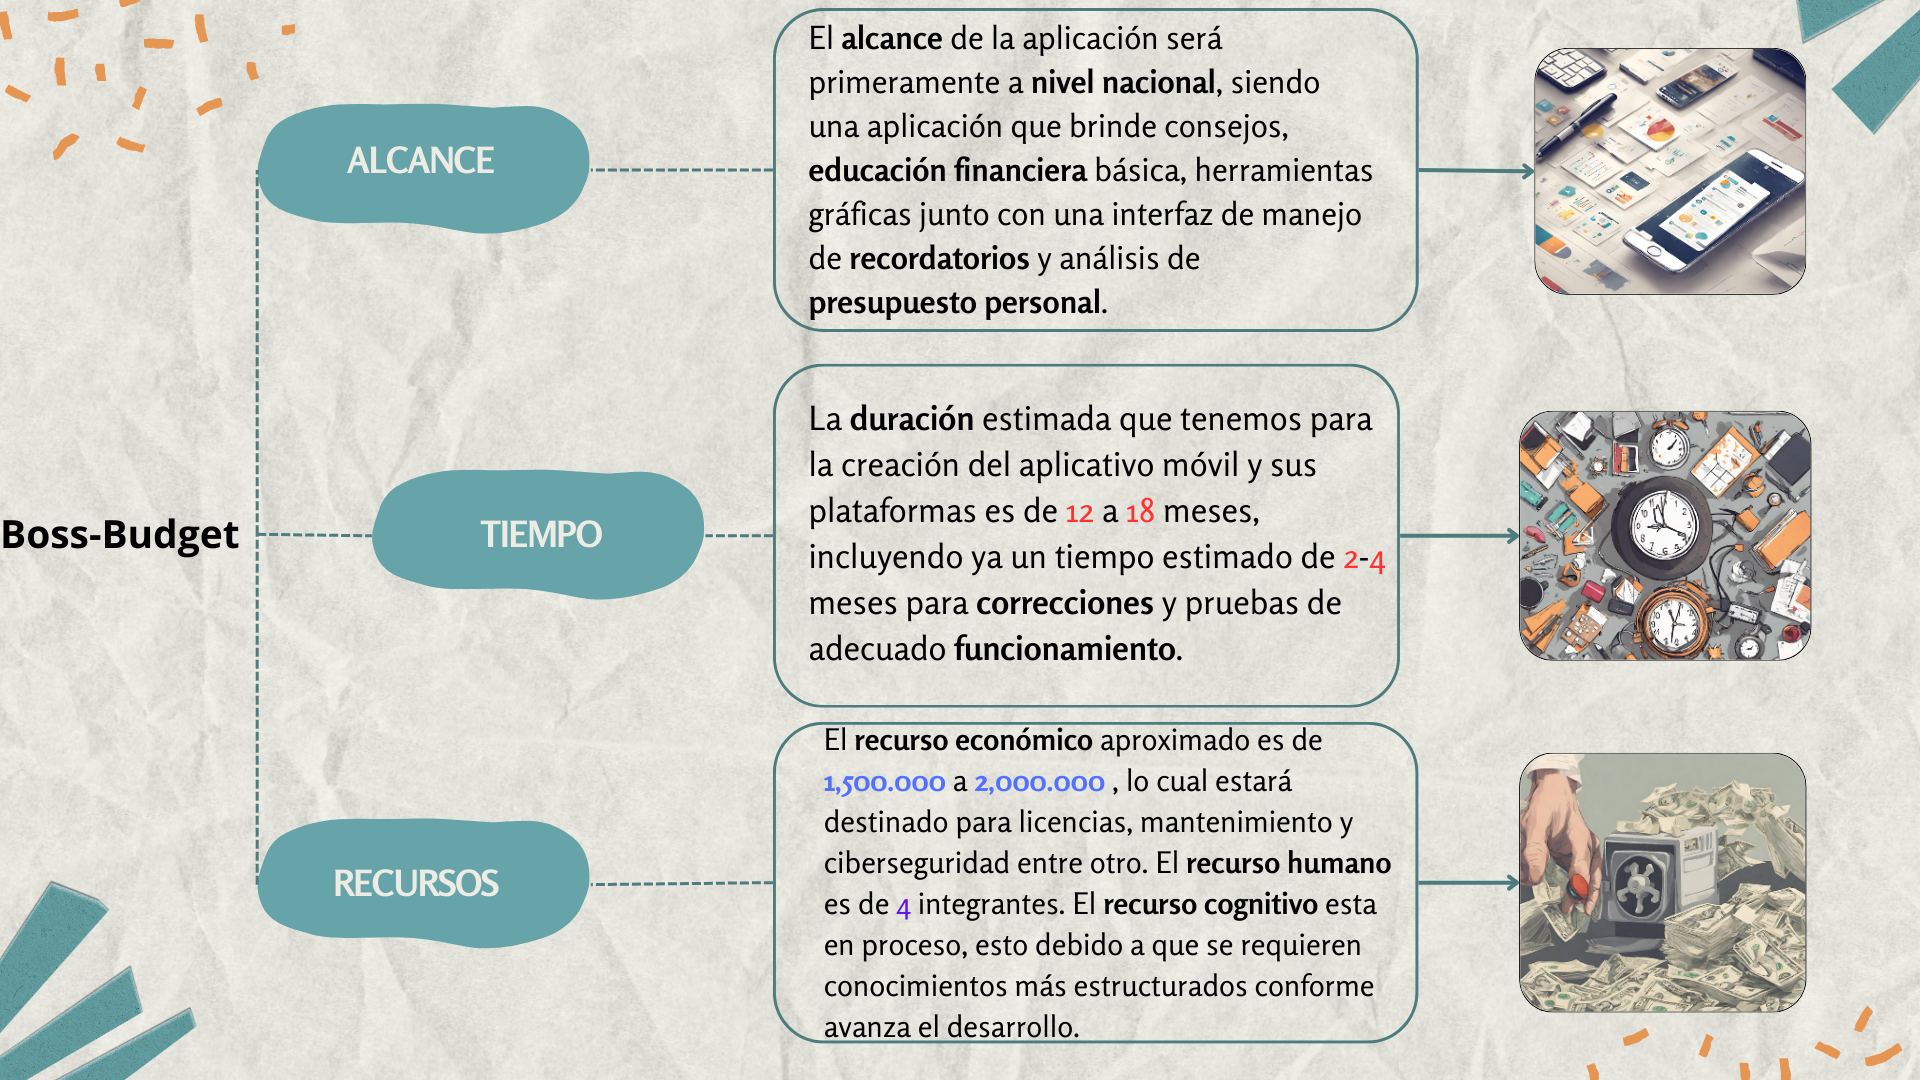 ALCANCE
El alcance de la aplicación será
primeramente a nivel nacional, siendo
una aplicación que brinde consejos,
educación financiera básica, herramientas
gráficas junto con una interfaz de manejo
de recordatorios y análisis de
presupuesto personal.
Boss-Budget
TIEMPO
La duración estimada que tenemos para
la creación del aplicativo móvil y sus
plataformas es de 12 a 18 meses,
incluyendo ya un tiempo estimado de 2-4
meses para correcciones y pruebas de
adecuado funcionamiento.
RECURSOS
El recurso económico aproximado es de
1,500.000 a 2,000.000 , lo cual estará
destinado para licencias, mantenimiento y
ciberseguridad entre otro. El recurso humano
es de 4 integrantes. El recurso cognitivo esta
en proceso, esto debido a que se requieren
conocimientos más estructurados conforme
avanza el desarrollo.